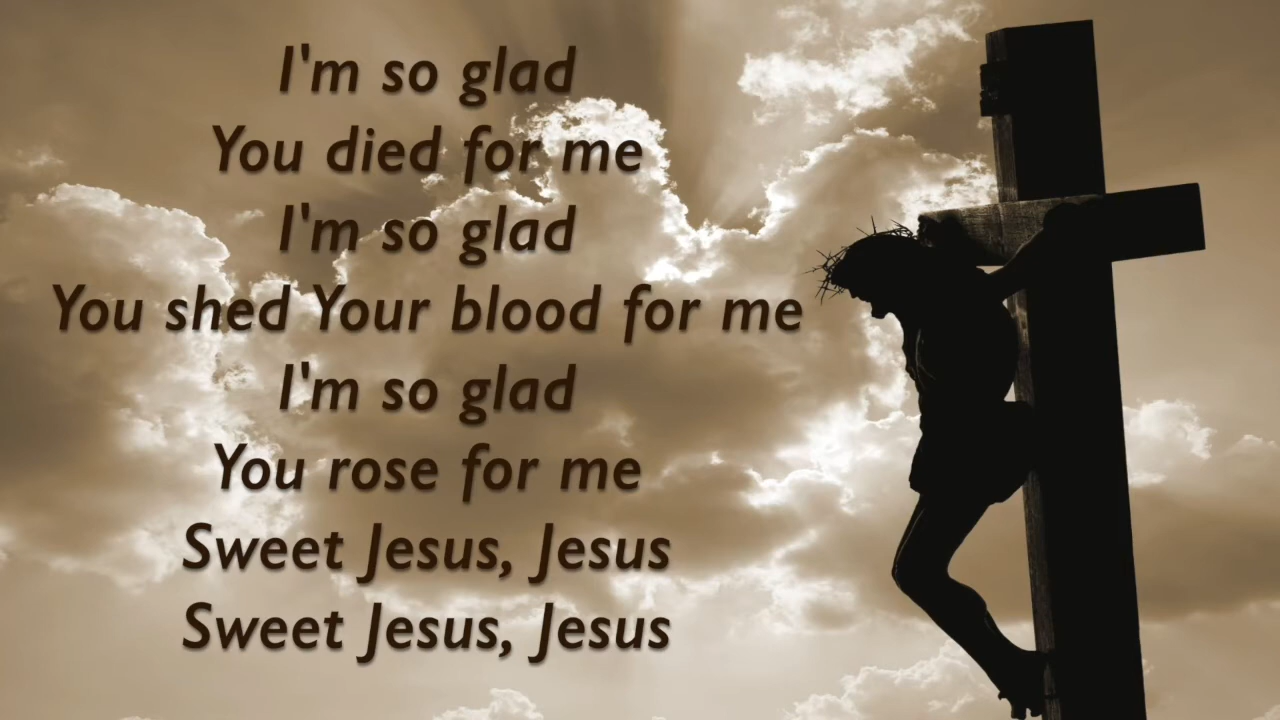 I'm so glad
You died for me
I'm so glad
You shed Your blood for me
I'm so glad
You rose for me
Sweet Jesus, Jesus
Sweet Jesus, Jesus